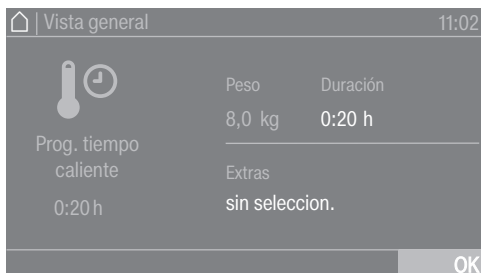 | Vista general 11:02
Peso Duración
8,0 kg 0:20 h
Prog. tiempo
caliente
0:20 h
Extras
sin seleccion.
OK